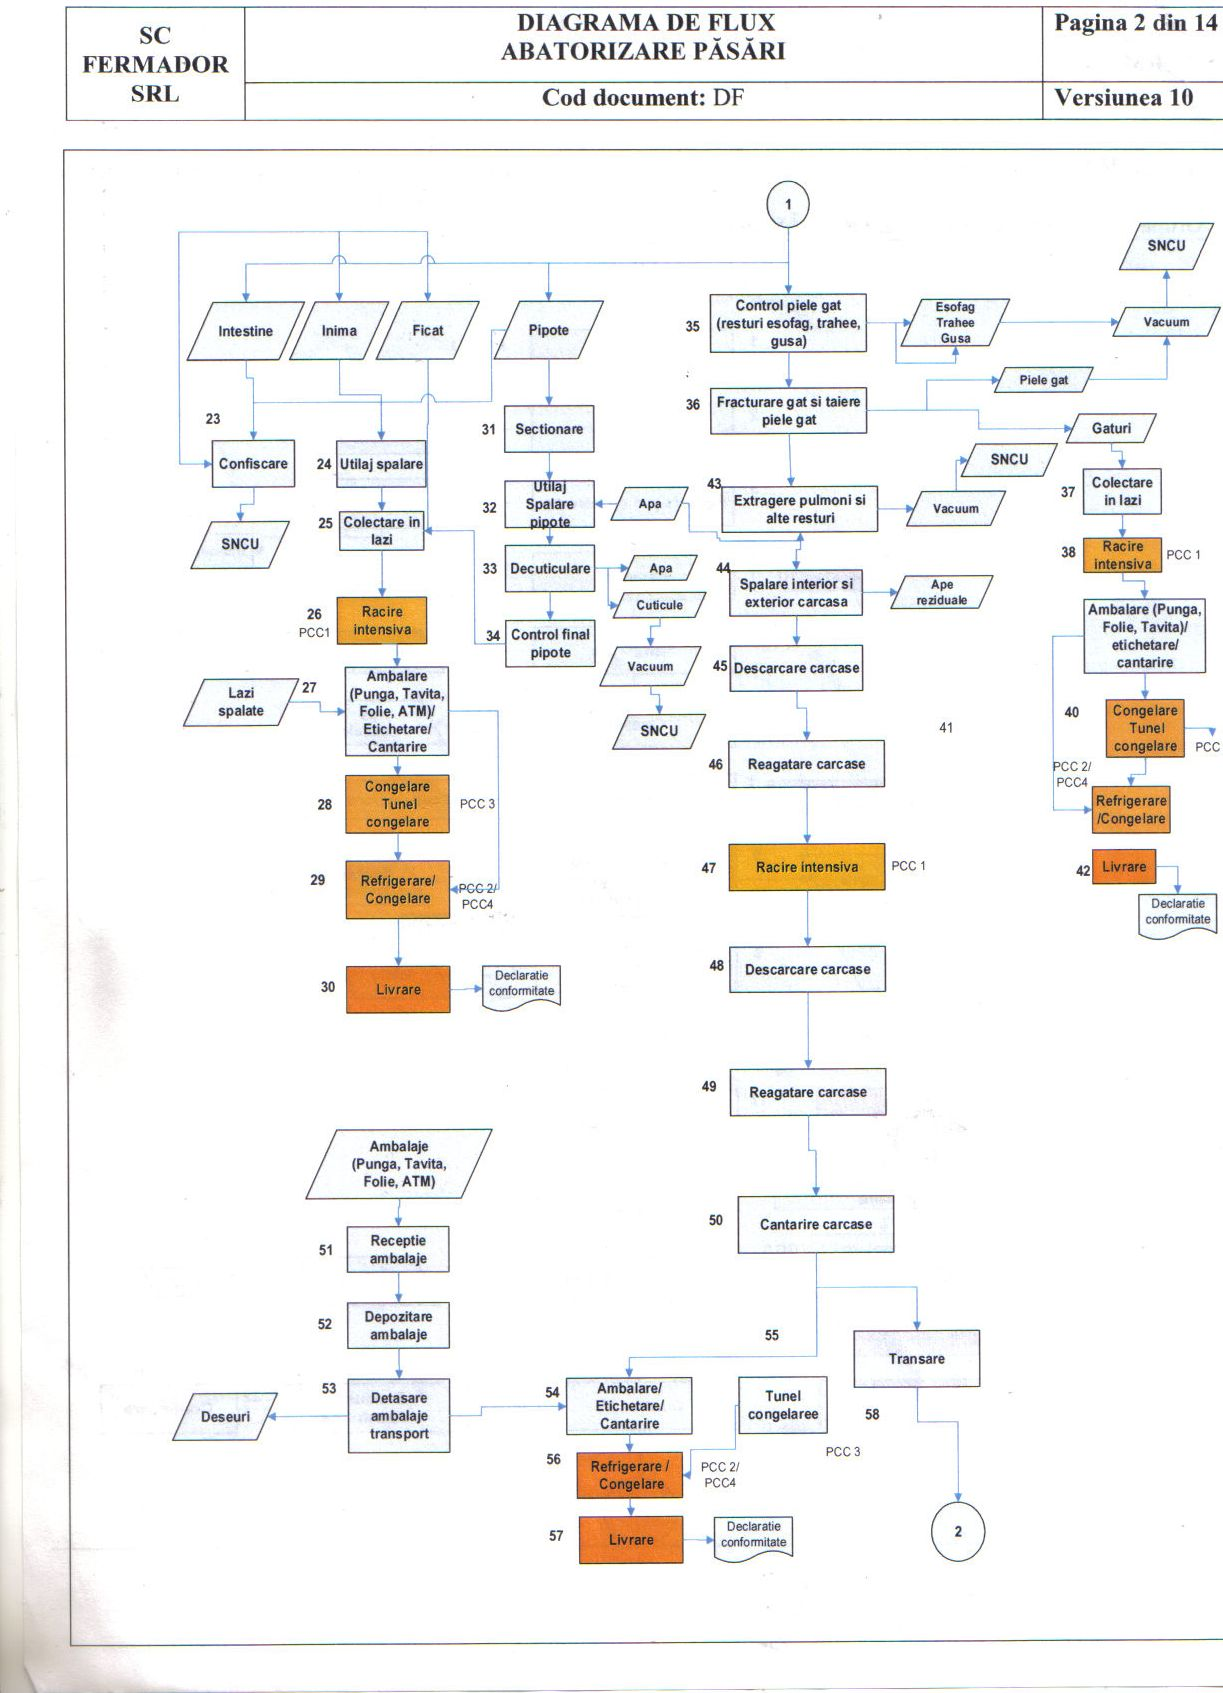 SC
FERMADOR
SRL
DIAGRAMA DE FLUX
ABATORIZARE PĂSĂRI
Cod document: DF
Pagina 2 din 14
Versiunea 10
1
Intestine
Inima
Ficat
Pipote
35
Control piele gat
(resturi esofag, trahee,
gusa)
Esofag
Trahee
Gusa
SNCU
Vacuum
36
Fracturare gat si taiere
piele gat
Piele gat
Gaturi
23
Confiscare
SNCU
24
Utilaj spalare
25
Colectare in
lazi
26
PCC1
Racire
intensiva
Lazi
spalate
27
Ambalare
(Punga, Tavita,
Folie, ATM)/
Etichetare/
Cantarire
28
Congelare
Tunel
congelare
PCC 3
29
Refrigerare/
Congelare
PCC 2/
PCC4
30
Livrare
Declaratie
conformitate
31
Sectionare
32
Utilaj
Spalare
pipote
Apa
33
Decuticulare
Apa
Cuticule
34
Control final
pipote
Vacuum
SNCU
43
Extragere pulmoni si
alte resturi
SNCU
Vacuum
44
Spalare interior si
exterior carcasa
Ape
reziduale
45
Descarcare carcase
41
46
Reagatare carcase
47
Racire intensiva
PCC 1
48
Descarcare carcase
49
Reagatare carcase
50
Cantarire carcase
37
Colectare
in lazi
38
Racire
intensiva
PCC 1
Ambalare (Punga,
Folie, Tavita)/
etichetare/
cantarire
40
Congelare
Tunel
congelare
PCC
PCC 2/
PCC4
Refrigerare
/Congelare
42
Livrare
Declaratie
conformitate
Ambalaje
(Punga, Tavita,
Folie, ATM)
51
Receptie
ambalaje
52
Depozitare
ambalaje
53
Detasare
ambalaje
transport
Deseuri
55
54
Ambalare/
Etichetare/
Cantarire
Tunel
congelaree
Transare
58
56
Refrigerare /
Congelare
PCC 2/
PCC4
PCC 3
57
Livrare
Declaratie
conformitate
2